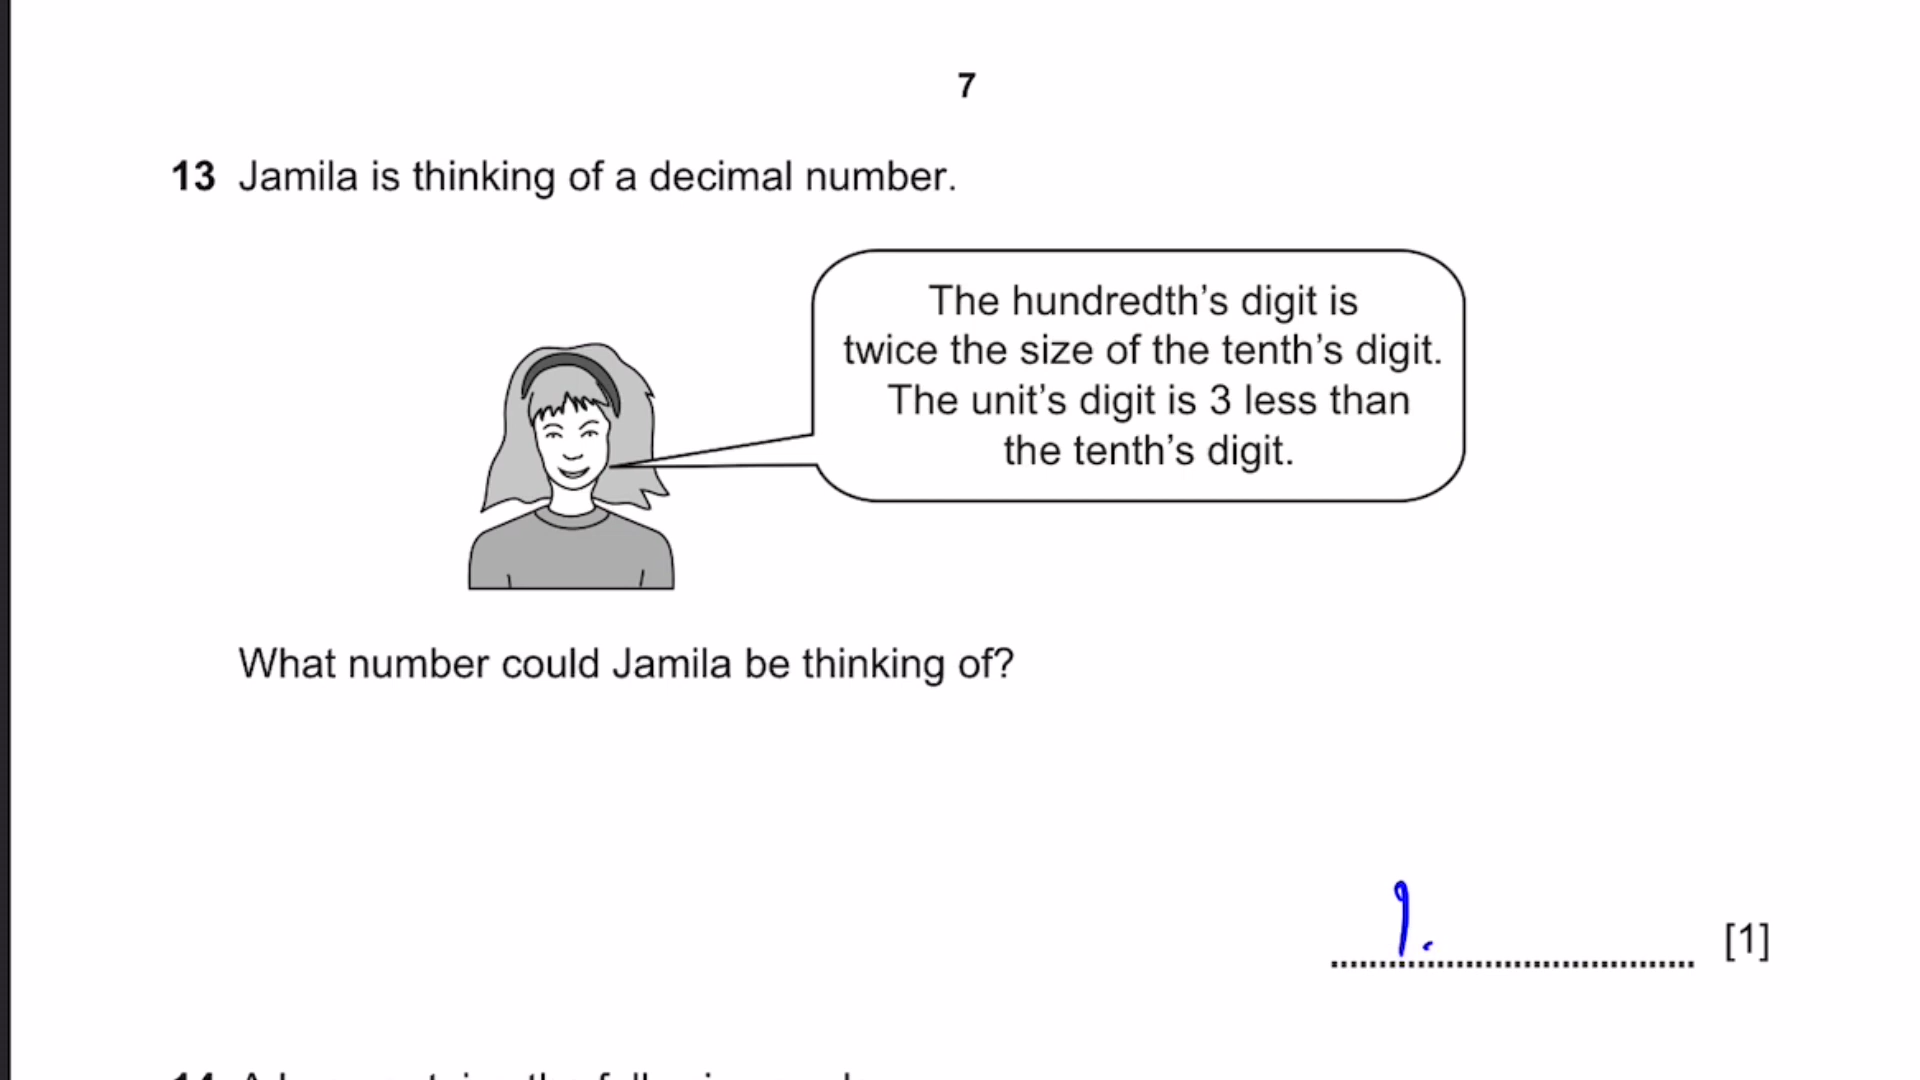 7
13 Jamila is thinking of a decimal number.
The hundredth's digit is
twice the size of the tenth's digit.
The unit's digit is 3 less than
the tenth's digit.
What number could Jamila be thinking of?
1. [1]